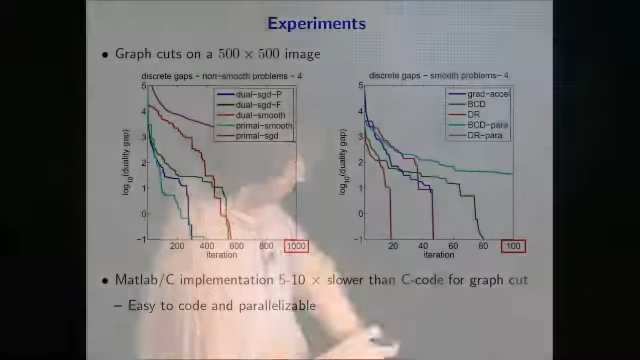 Experiments
• Graph cuts on a 500 × 500 image
discrete gaps − non−smooth problems − 4
discrete gaps − smooth problems− 4
5
4
3
2
1
0
−1
log10(duality gap)
dual−sgd−P
dual−sgd−F
dual−smooth
primal−smooth
primal−sgd
200 400 600 800 1000
iteration
5
4
3
2
1
0
−1
log10(duality gap)
grad−accel
BCD
DR
BCD−para
DR−para
20 40 60 80 100
iteration
• Matlab/C implementation 5-10 × slower than C-code for graph cut
– Easy to code and parallelizable